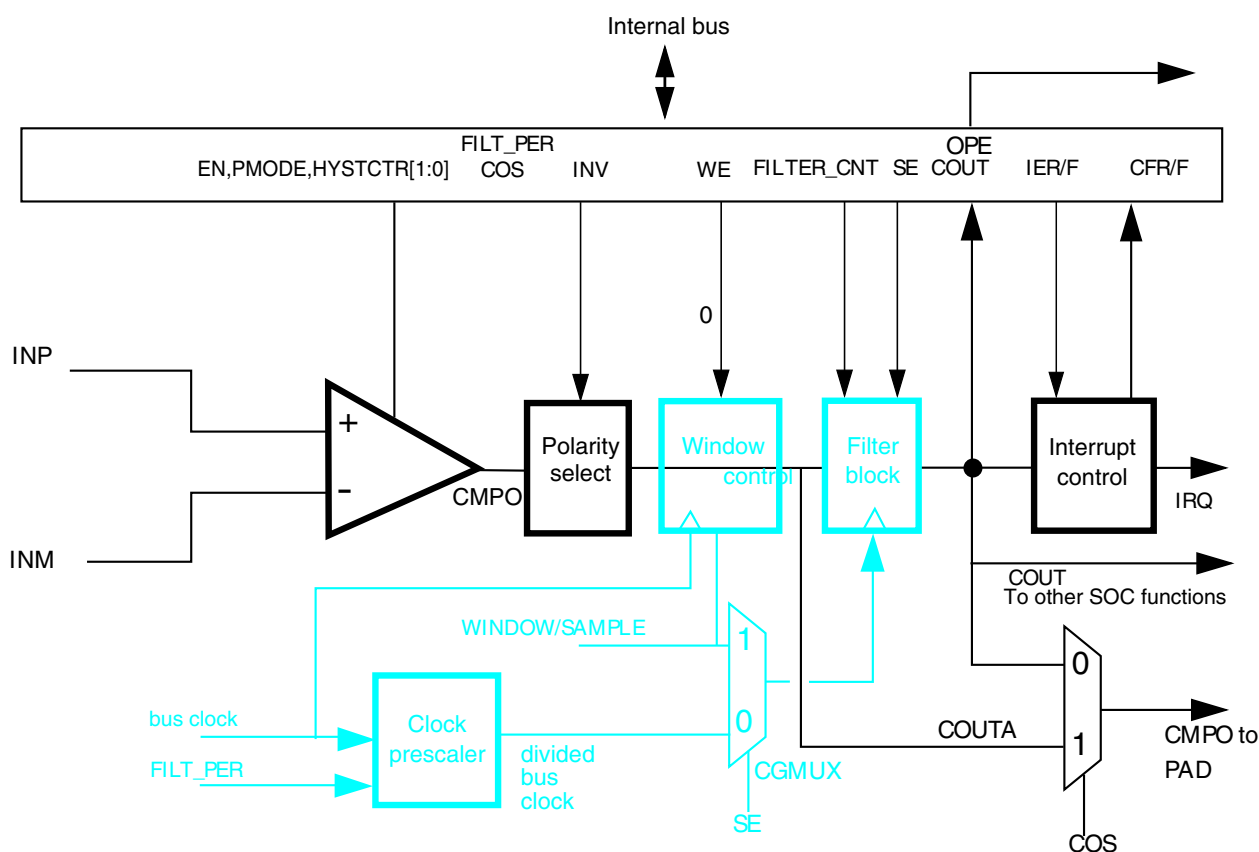 Internal bus
FILT_PER
OPE
EN,PMODE,HYSTCTR[1:0]
COS
INV
WE
FILTER_CNT
SE
COUT
IER/F
CFR/F
0
INP
+
-
INM
CMPO
Polarity
select
Window
control
Filter
block
Interrupt
control
IRQ
COUT
To other SOC functions
WINDOW/SAMPLE
1
0
bus clock
FILT_PER
Clock
prescaler
divided
bus
clock
CGMUX
SE
COUTA
0
1
CMPO to
PAD
COS